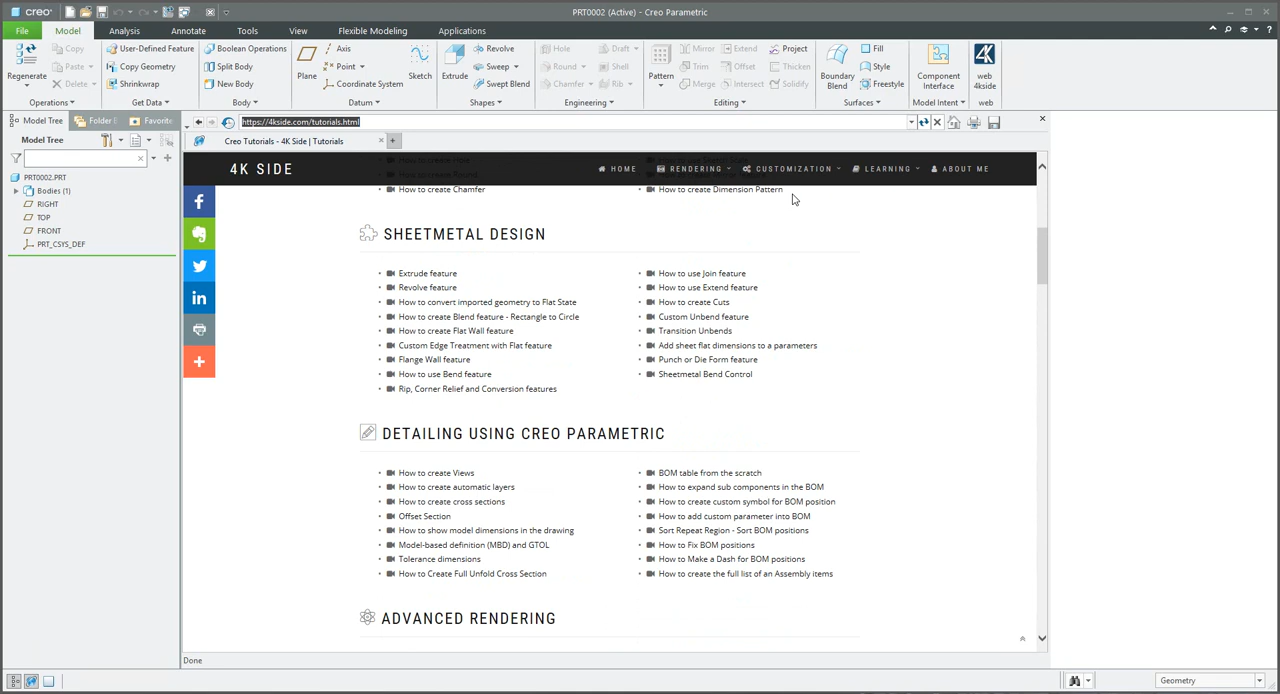 creo
PRT0002 (Active) - Creo Parametric
File Model Analysis Annotate Tools View Flexible Modeling Applications
Regenerate
Copy
Paste
Delete
Operations
User-Defined Feature
Copy Geometry
Shrinkwrap
Get Data
Boolean Operations
Split Body
New Body
Body
Plane
Axis
Point
Coordinate System
Datum
Sketch
Extrude
Revolve
Sweep
Swept Blend
Shapes
Hole
Round
Chamfer
Draft
Shell
Rib
Engineering
Pattern
Mirror
Trim
Merge
Extend
Offset
Intersect
Project
Thicken
Solidify
Editing
Boundary
Blend
Fill
Style
Freestyle
Surfaces
Component
Interface
Model Intent
web
4kside
web
Model Tree
Folder
Favorite
https://4kside.com/tutorials.html
Model Tree
Creo Tutorials - 4K Side | Tutorials
PRT0002.PRT
Bodies (1)
RIGHT
TOP
FRONT
PRT_CSYS_DEF
4K SIDE
HOME RENDERING CUSTOMIZATION LEARNING ABOUT ME
How to create Hole
How to create Round
How to create Chamfer
How to create Dimension Pattern
SHEETMETAL DESIGN
Extrude feature
Revolve feature
How to convert imported geometry to Flat State
How to create Blend feature - Rectangle to Circle
How to create Flat Wall feature
Custom Edge Treatment with Flat feature
Flange Wall feature
How to use Bend feature
Rip, Corner Relief and Conversion features
How to use Join feature
How to use Extend feature
How to create Cuts
Custom Unbend feature
Transition Unbends
Add sheet flat dimensions to a parameters
Punch or Die Form feature
Sheetmetal Bend Control
DETAILING USING CREO PARAMETRIC
How to create Views
How to create automatic layers
How to create cross sections
Offset Section
How to show model dimensions in the drawing
Model-based definition (MBD) and GTOL
Tolerance dimensions
How to Create Full Unfold Cross Section
BOM table from the scratch
How to expand sub components in the BOM
How to create custom symbol for BOM position
How to add custom parameter into BOM
Sort Repeat Region - Sort BOM positions
How to Fix BOM positions
How to Make a Dash for BOM positions
How to create the full list of an Assembly items
ADVANCED RENDERING
Done
Geometry